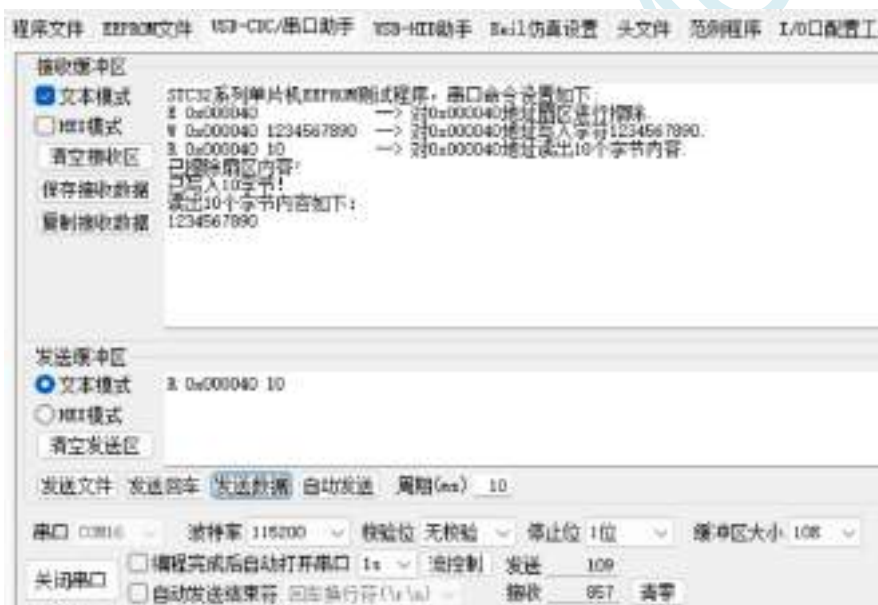 程序文件 EEPROM文件 USB-CDC/串口助手 USB-HID助手 Keil仿真设置 头文件 范例程序 I/O口配置工
接收缓冲区
文本模式
HEX模式
清空接收区
保存接收数据
复制接收数据
STC32系列单片机EEPROM测试程序，串口命令设置如下
E 0x000040 --> 对0x000040地址扇区进行擦除.
W 0x000040 1234567890 --> 对0x000040地址写入字符1234567890.
R 0x000040 10 --> 对0x000040地址读出10个字节内容.
已擦除扇区内容!
已写入10字节!
读出10个字节内容如下：
1234567890
发送缓冲区
文本模式
HEX模式
清空发送区
R 0x000040 10
发送文件 发送回车 发送数据 自动发送 周期(ms) 10
串口 COM16 波特率 115200 校验位 无校验 停止位 1位 缓冲区大小
关闭串口
编程完成后自动打开串口 1s 流控制 发送 109
自动发送结束符 回车换行符(\r\n) 接收 857 清零